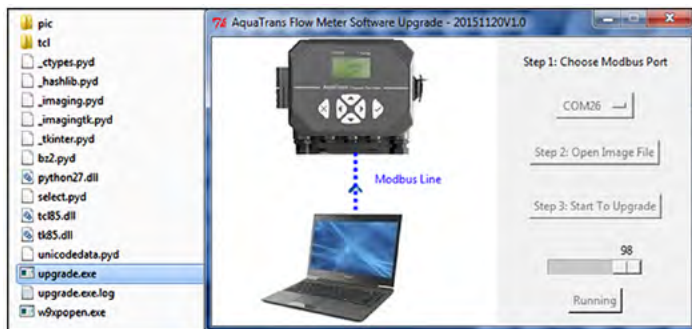 pic
tcl
_ctypes.pyd
_hashlib.pyd
_imaging.pyd
_imagingtk.pyd
_tkinter.pyd
bz2.pyd
python27.dll
select.pyd
tcl85.dll
tk85.dll
unicodedata.pyd
upgrade.exe
upgrade.exe.log
w9xpopen.exe
AquaTrans Flow Meter Software Upgrade - 20151120V1.0
Modbus Line
Step 1: Choose Modbus Port
COM26
Step 2: Open Image File
Step 3: Start To Upgrade
98
Running